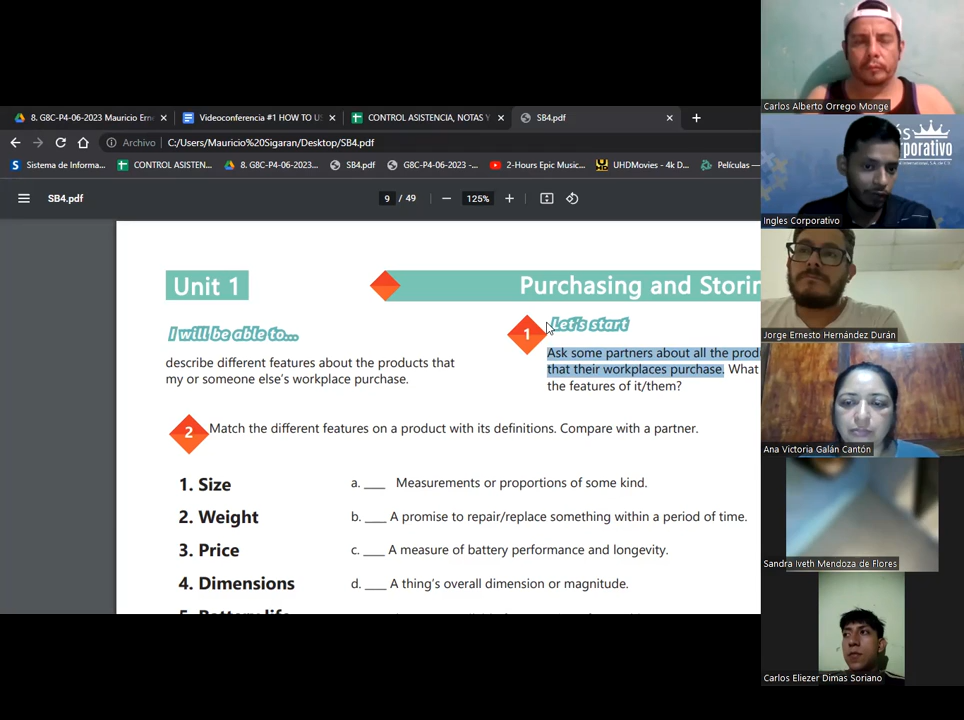 8. G8C-P4-06-2023 Mauricio Ern
Videoconferencia #1 HOW TO U
CONTROL ASISTENCIA, NOTAS Y
SB4.pdf
Archivo
C:/Users/Mauricio%20Sigaran/Desktop/SB4.pdf
Sistema de Informa...
CONTROL ASISTEN...
8. G8C-P4-06-2023...
SB4.pdf
G8C-P4-06-2023 -...
2-Hours Epic Music...
UHDMovies - 4k D...
Películas
SB4.pdf
9 / 49
125%
Unit 1
Purchasing and Storin
I will be able to...
1
Let's start
describe different features about the products that
my or someone else's workplace purchase.
Ask some partners about all the prod
that their workplaces purchase. What
the features of it/them?
2
Match the different features on a product with its definitions. Compare with a partner.
1. Size
a. ___ Measurements or proportions of some kind.
2. Weight
b. ___ A promise to repair/replace something within a period of time.
3. Price
c. ___ A measure of battery performance and longevity.
4. Dimensions
d. ___ A thing's overall dimension or magnitude.
Carlos Alberto Orrego Monge
orporativo
Ingles Corporativo
Jorge Ernesto Hernández Durán
Ana Victoria Galán Cantón
Sandra Iveth Mendoza de Flores
Carlos Eliezer Dimas Soriano